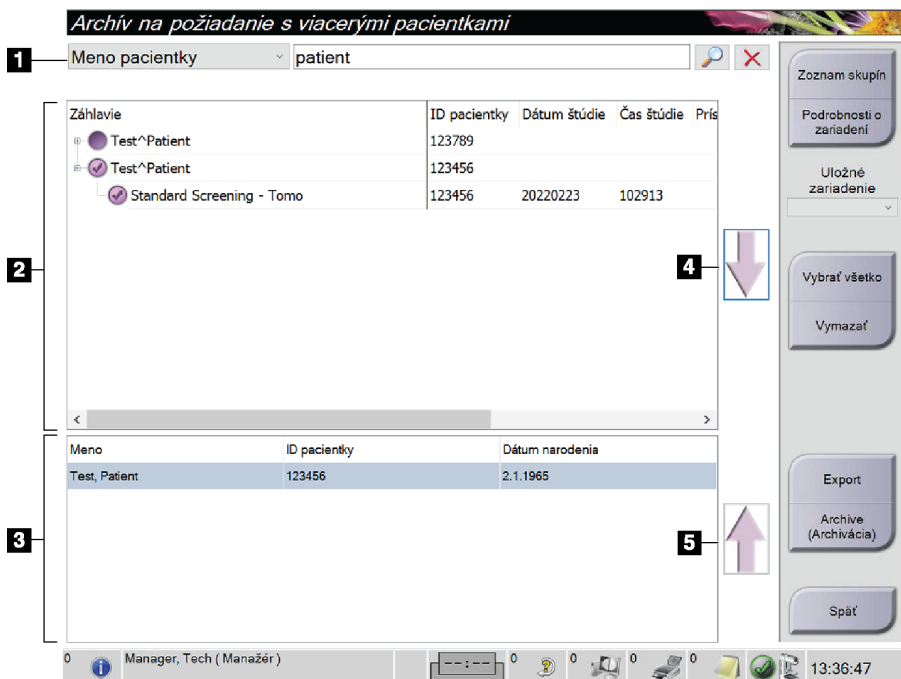 Archív na požiadanie s viacerými pacientkami
1
Meno pacientky
patient
Zoznam skupín
Podrobnosti o
zariadení
Uložné
zariadenie
2
Záhlavie ID pacientky Dátum štúdie Čas štúdie Prís
Test^Patient 123789
Test^Patient 123456
Standard Screening - Tomo 123456 20220223 102913
4
Vybrať všetko
Vymazať
3
Meno ID pacientky Dátum narodenia
Test, Patient 123456 2.1.1965
5
Export
Archive
(Archivácia)
Späť
0 Manager, Tech ( Manažér ) --:-- 0 0 0 0 13:36:47